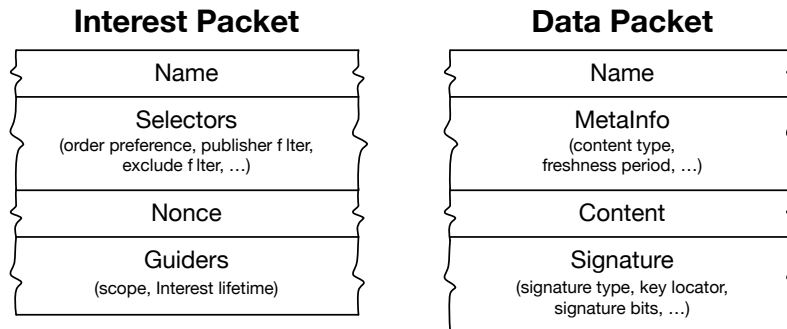 Interest Packet
Name
Selectors
(order preference, publisher f lter,
exclude f lter, …)
Nonce
Guiders
(scope, Interest lifetime)
Data Packet
Name
MetaInfo
(content type,
freshness period, …)
Content
Signature
(signature type, key locator,
signature bits, …)